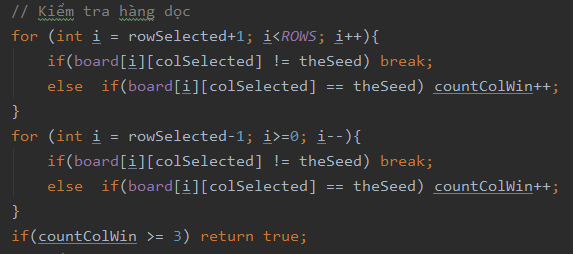 // Kiểm tra hàng dọc
for (int i = rowSelected+1; i<ROWS; i++){
if(board[i][colSelected] != theSeed) break;
else  if(board[i][colSelected] == theSeed) countColWin++;
}
for (int i = rowSelected-1; i>=0; i--){
if(board[i][colSelected] != theSeed) break;
else  if(board[i][colSelected] == theSeed) countColWin++;
}
if(countColWin >= 3) return true;